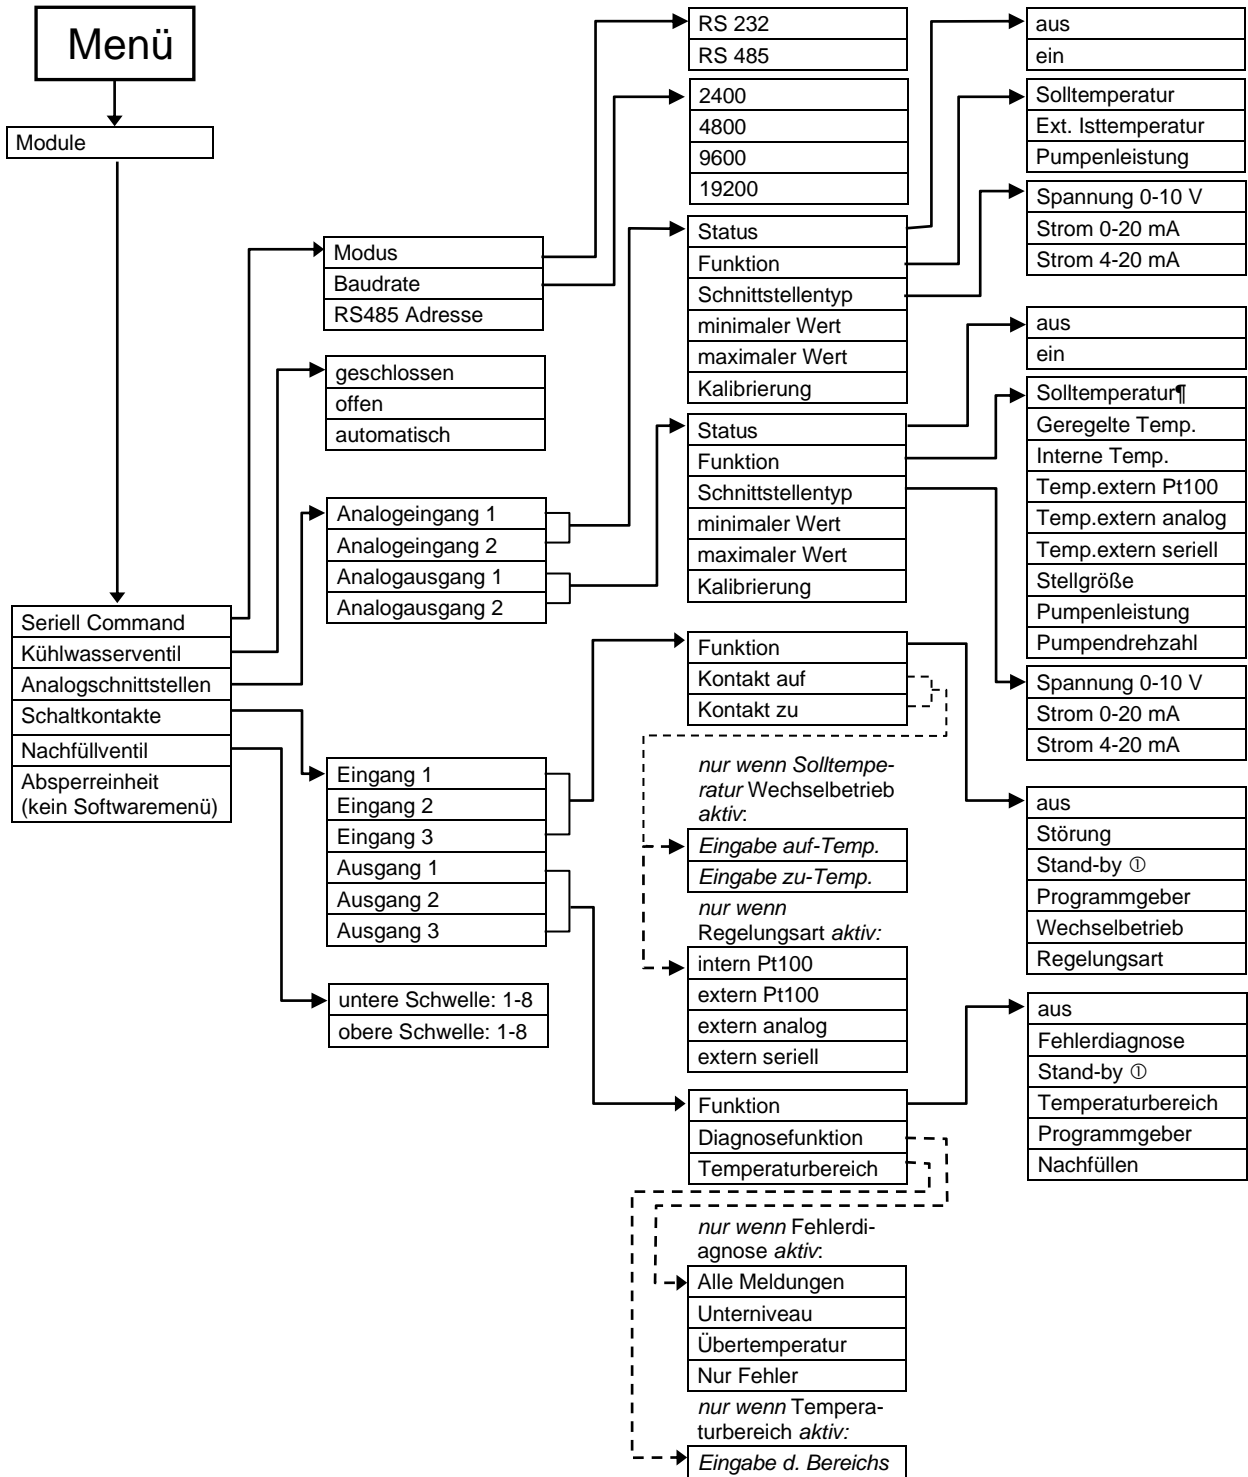 Menü
Module
Seriell Command
Kühlwasserventil
Analogschnittstellen
Schaltkontakte
Nachfüllventil
Absperreinheit
(kein Softwaremenü)
Modus
Baudrate
RS485 Adresse
geschlossen
offen
automatisch
Analogeingang 1
Analogeingang 2
Analogausgang 1
Analogausgang 2
Eingang 1
Eingang 2
Eingang 3
Ausgang 1
Ausgang 2
Ausgang 3
untere Schwelle: 1-8
obere Schwelle: 1-8
RS 232
RS 485
2400
4800
9600
19200
Status
Funktion
Schnittstellentyp
minimaler Wert
maximaler Wert
Kalibrierung
Status
Funktion
Schnittstellentyp
minimaler Wert
maximaler Wert
Kalibrierung
Funktion
Kontakt auf
Kontakt zu
nur wenn Solltempe-
ratur Wechselbetrieb
aktiv:
Eingabe auf-Temp.
Eingabe zu-Temp.
nur wenn
Regelungsart aktiv:
intern Pt100
extern Pt100
extern analog
extern seriell
Funktion
Diagnosefunktion
Temperaturbereich
nur wenn Fehlerdi-
agnose aktiv:
Alle Meldungen
Unterniveau
Übertemperatur
Nur Fehler
nur wenn Tempera-
turbereich aktiv:
Eingabe d. Bereichs
aus
ein
Solltemperatur
Ext. Isttemperatur
Pumpenleistung
Spannung 0-10 V
Strom 0-20 mA
Strom 4-20 mA
aus
ein
Solltemperatur¶
Geregelte Temp.
Interne Temp.
Temp.extern Pt100
Temp.extern analog
Temp.extern seriell
Stellgröße
Pumpenleistung
Pumpendrehzahl
Spannung 0-10 V
Strom 0-20 mA
Strom 4-20 mA
aus
Störung
Stand-by ①
Programmgeber
Wechselbetrieb
Regelungsart
aus
Fehlerdiagnose
Stand-by ①
Temperaturbereich
Programmgeber
Nachfüllen